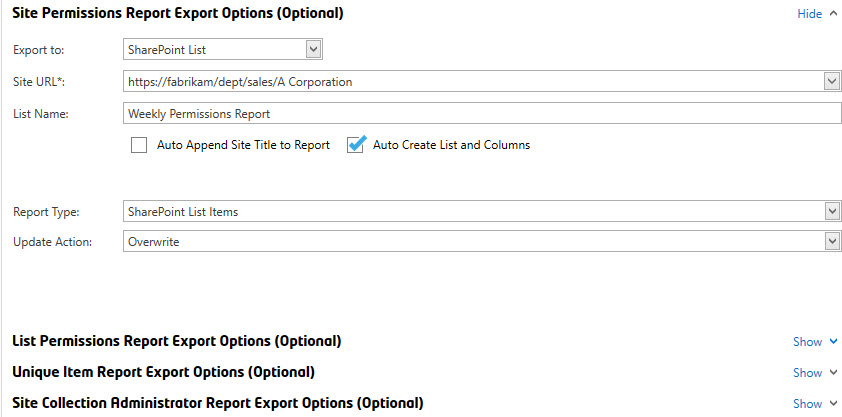 Site Permissions Report Export Options (Optional) Hide
Export to: SharePoint List
Site URL*: https://fabrikam/dept/sales/A Corporation
List Name: Weekly Permissions Report
Auto Append Site Title to Report Auto Create List and Columns
Report Type: SharePoint List Items
Update Action: Overwrite
List Permissions Report Export Options (Optional) Show
Unique Item Report Export Options (Optional) Show
Site Collection Administrator Report Export Options (Optional) Show